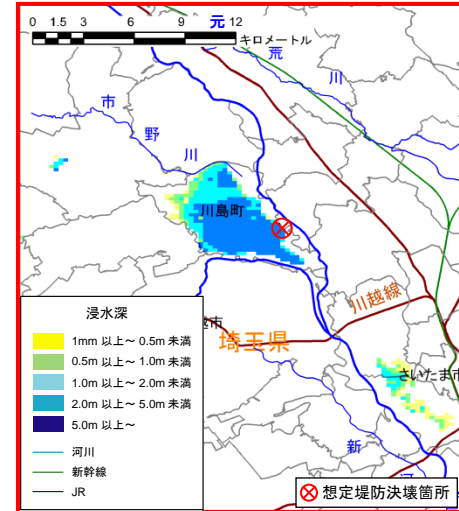 元
0 1.5 3 6 9 12
キロメートル
荒
川
市
野
川
川島町
川越線
越市
埼玉県
さいたま市
新
河
浸水深
1mm 以上～ 0.5m 未満
0.5m 以上～ 1.0m 未満
1.0m 以上～ 2.0m 未満
2.0m 以上～ 5.0m 未満
5.0m 以上～
河川
新幹線
JR
想定堤防決壊箇所